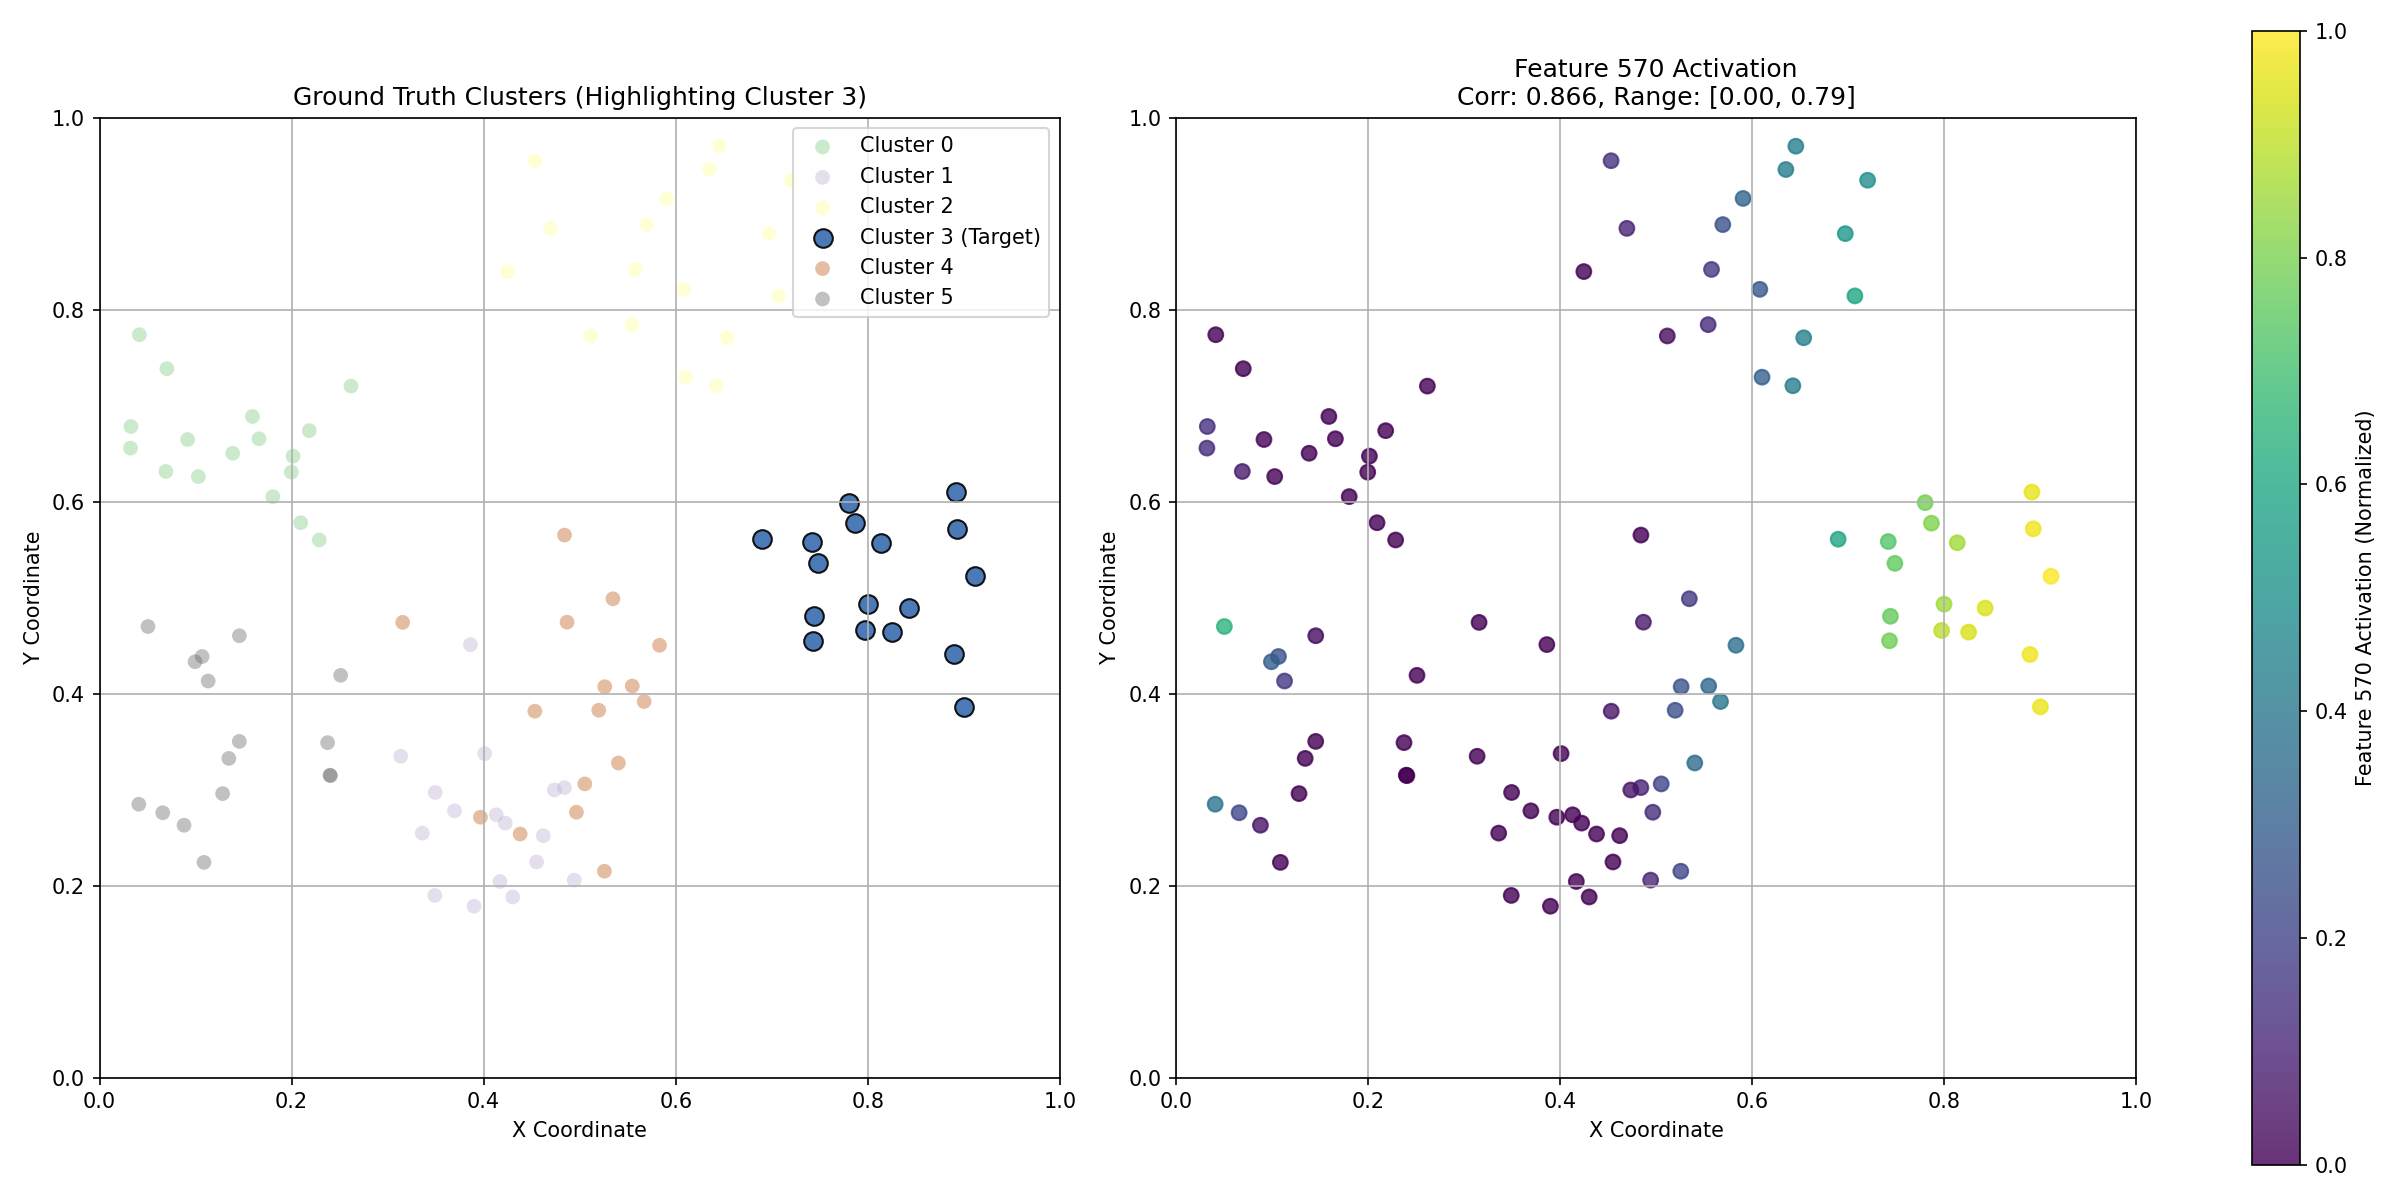 Ground Truth Clusters (Highlighting Cluster 3)
1.0
0.8
0.6
0.4
0.2
0.0
0.0
0.2
0.4
0.6
0.8
1.0
X Coordinate
Y Coordinate
Cluster 0
Cluster 1
Cluster 2
Cluster 3 (Target)
Cluster 4
Cluster 5
Feature 570 Activation
Corr: 0.866, Range: [0.00, 0.79]
1.0
0.8
0.6
0.4
0.2
0.0
0.0
0.2
0.4
0.6
0.8
1.0
X Coordinate
Y Coordinate
1.0
0.8
0.6
0.4
0.2
0.0
Feature 570 Activation (Normalized)